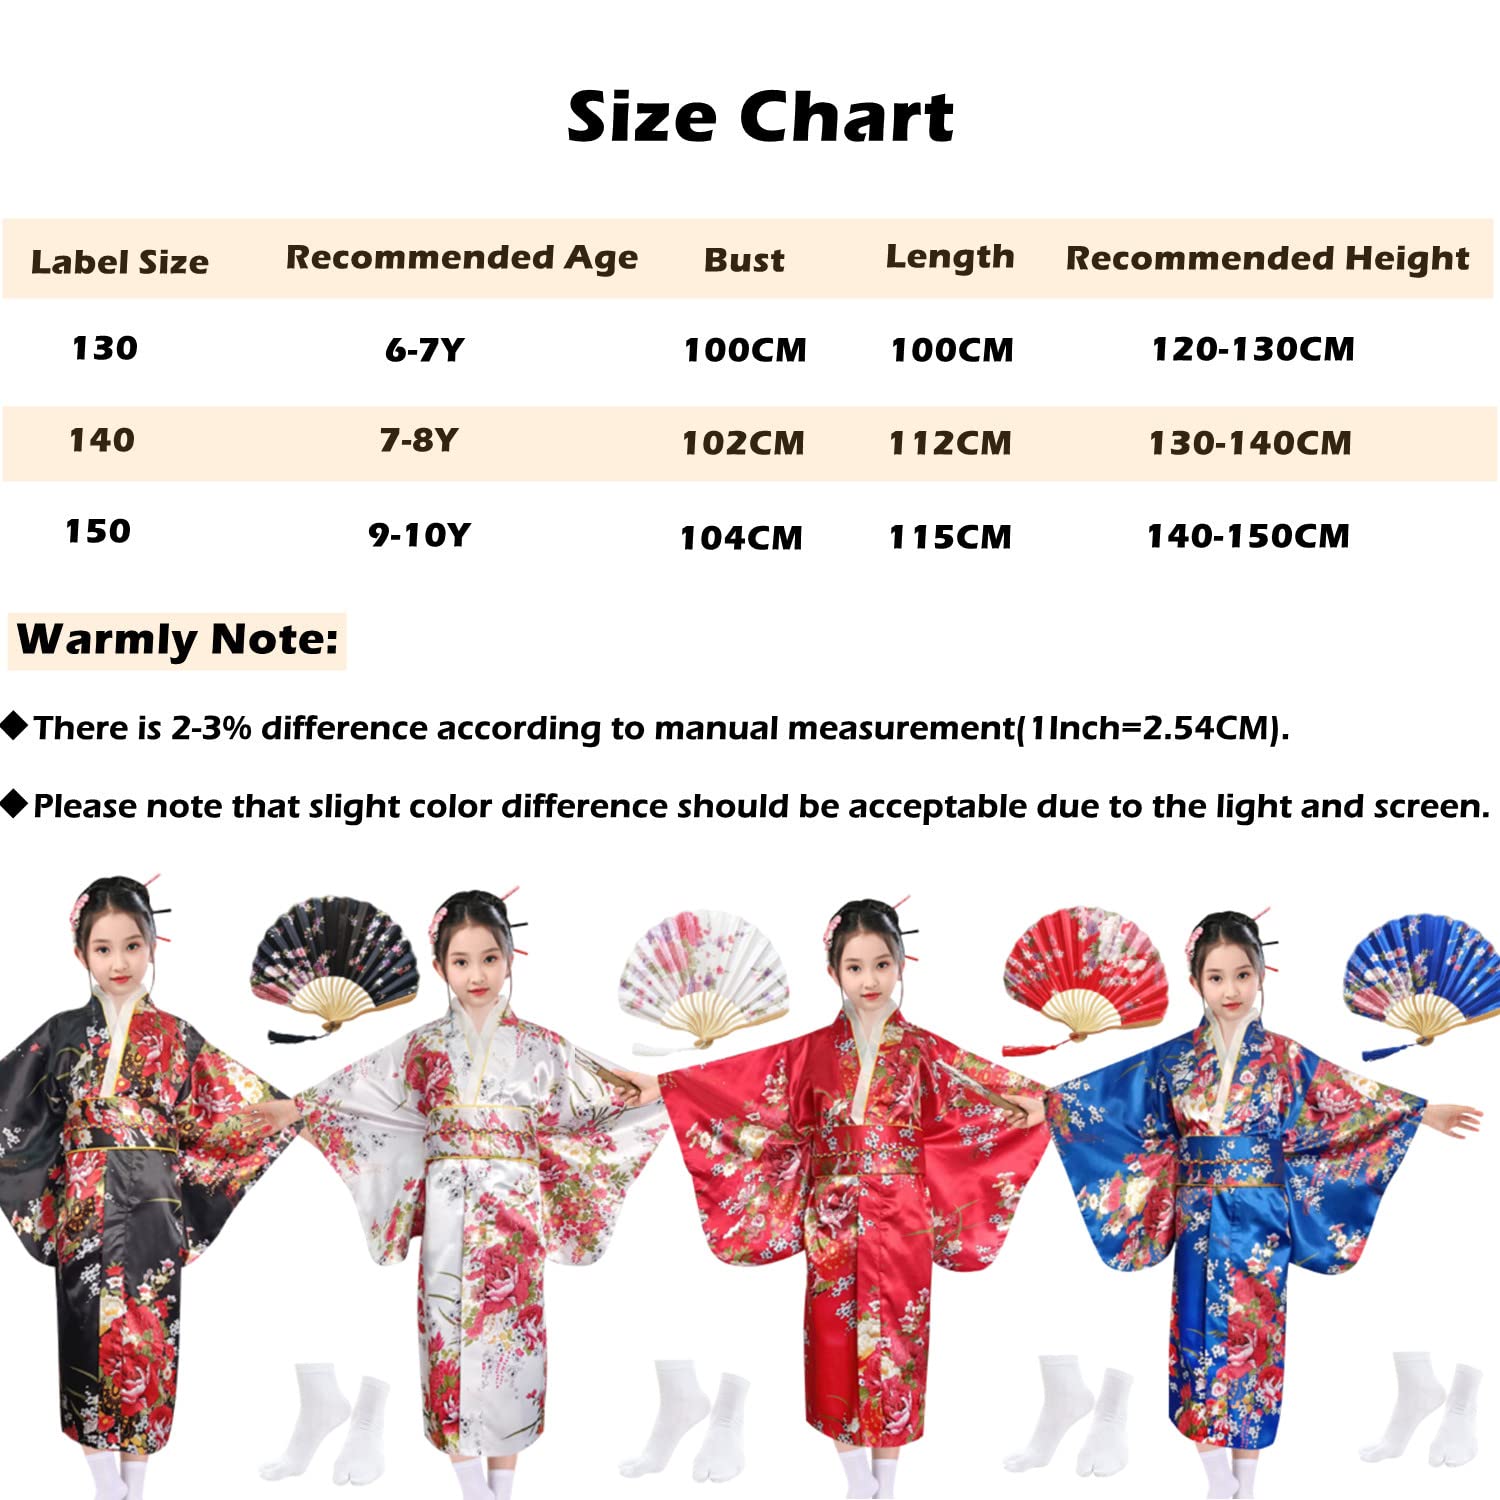 Size Chart
Label Size Recommended Age Bust Length Recommended Height
130 6-7Y 100CM 100CM 120-130CM
140 7-8Y 102CM 112CM 130-140CM
150 9-10Y 104CM 115CM 140-150CM
Warmly Note:
◆There is 2-3% difference according to manual measurement(1Inch=2.54CM).
◆Please note that slight color difference should be acceptable due to the light and screen.